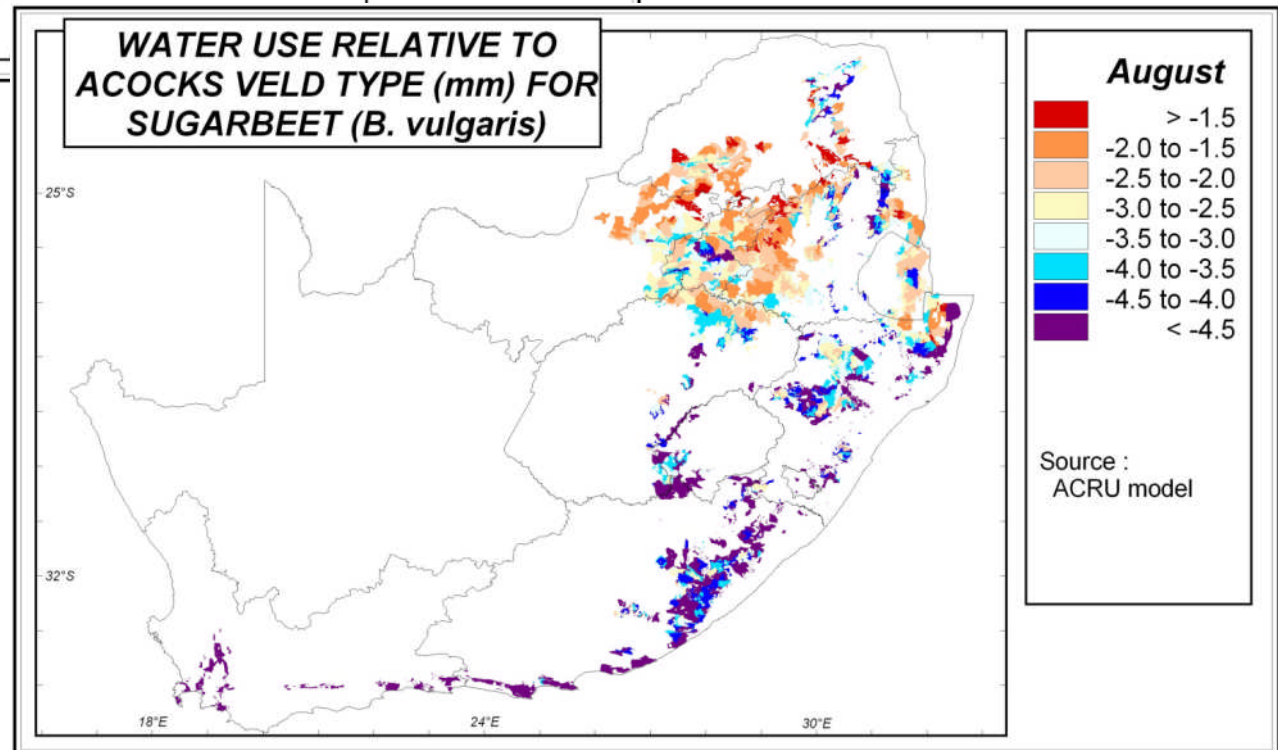 WATER USE RELATIVE TO
ACOCKS VELD TYPE (mm) FOR
SUGARBEET (B. vulgaris)
August
> -1.5
-2.0 to -1.5
-2.5 to -2.0
-3.0 to -2.5
-3.5 to -3.0
-4.0 to -3.5
-4.5 to -4.0
< -4.5
Source :
ACRU model
25°S
32°S
18°E
24°E
30°E